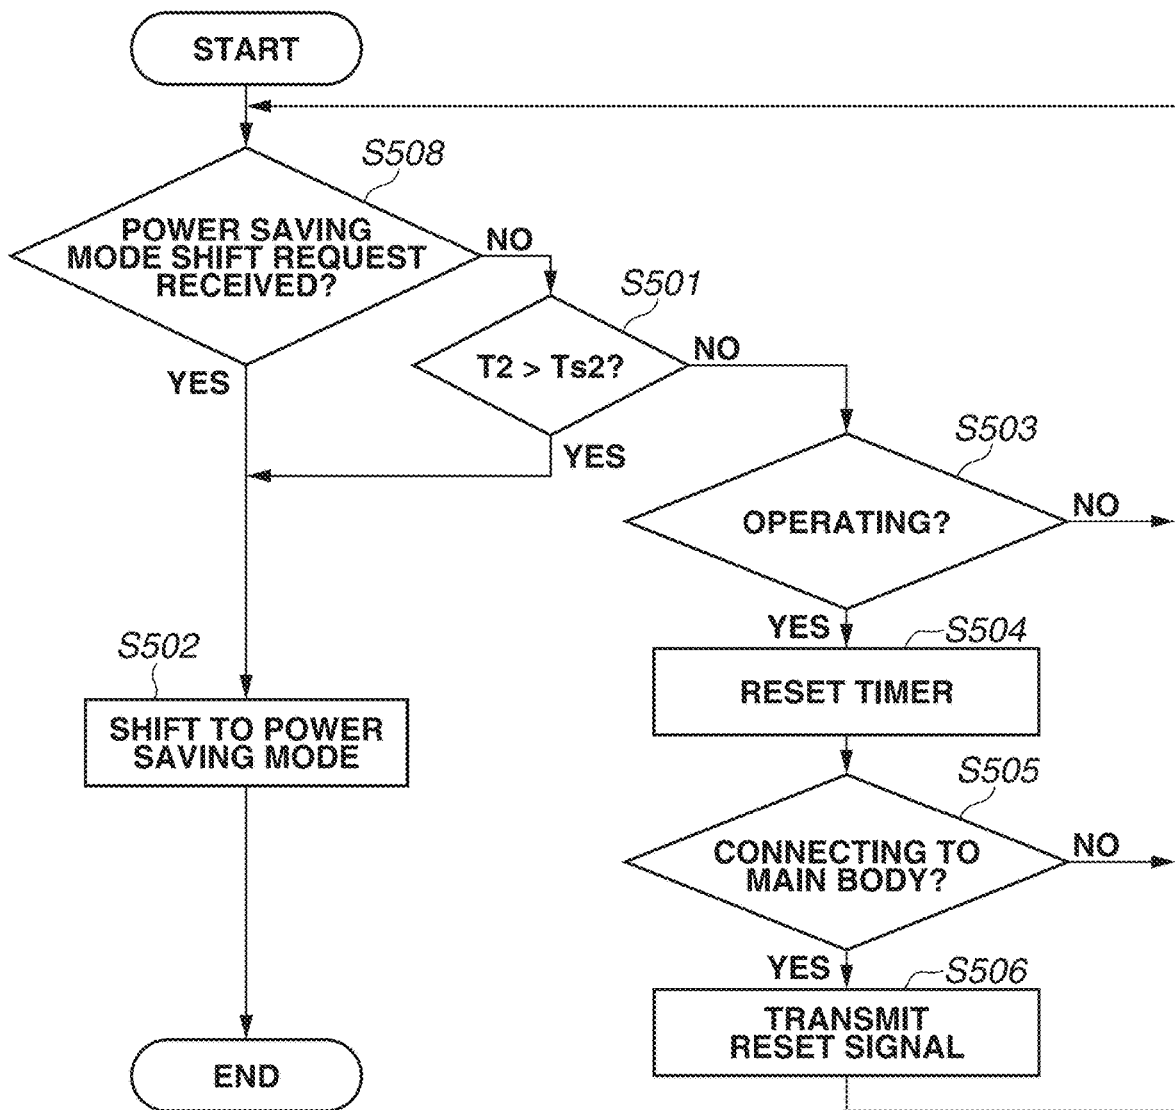 START
S508
POWER SAVING
MODE SHIFT REQUEST
RECEIVED?
NO
YES
S501
T2 > Ts2?
NO
YES
S503
OPERATING?
NO
YES
S504
RESET TIMER
S502
SHIFT TO POWER
SAVING MODE
S505
CONNECTING TO
MAIN BODY?
NO
YES
S506
TRANSMIT
RESET SIGNAL
END